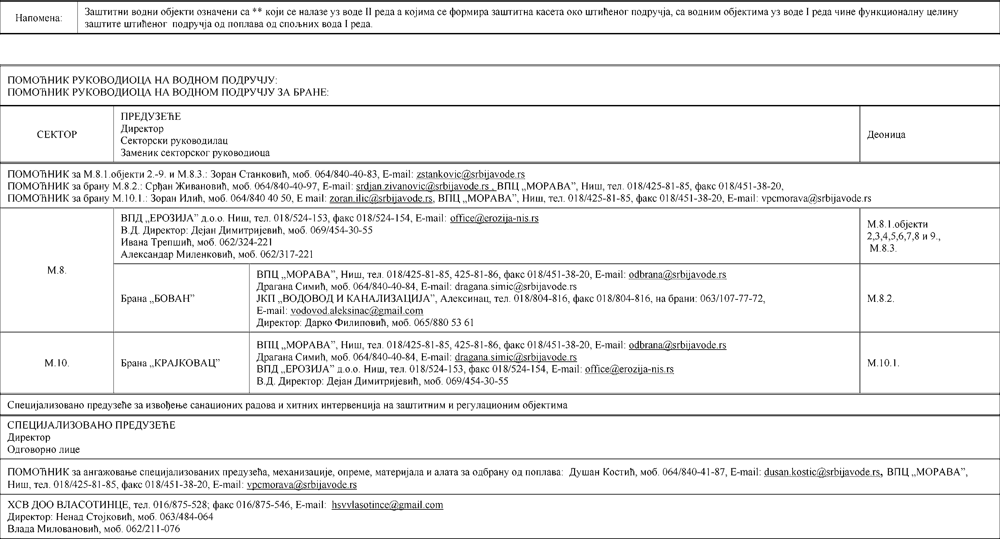 Напомена:
Заштитни водни објекти означени са ** који се налазе уз воде II реда а којима се формира заштитна касета око штићеног подручја, са водним објектима уз воде I реда чине функционалну целину
заштите штићеног подручја од поплава од спољних вода I реда.
ПОМОЋНИК РУКОВОДИОЦА НА ВОДНОМ ПОДРУЧЈУ:
ПОМОЋНИК РУКОВОДИОЦА НА ВОДНОМ ПОДРУЧЈУ ЗА БРАНЕ:
СЕКТОР
ПРЕДУЗЕЋЕ
Директор
Секторски руководилац
Заменик секторског руководиоца
Деоница
ПОМОЋНИК за М.8.1.објекти 2.-9. и М.8.3.: Зоран Станковић, моб. 064/840-40-83, E-mail: zstankovic@srbijavode.rs
ПОМОЋНИК за брану М.8.2.: Срђан Живановић, моб. 064/840-40-97, E-mail: srdjan.zivanovic@srbijavode.rs , ВПЦ „МОРАВА”, Ниш, тел. 018/425-81-85, факс 018/451-38-20,
ПОМОЋНИК за брану М.10.1.: Зоран Илић, моб. 064/840 40 50, E mail: zoran.ilic@srbijavode.rs, ВПЦ „МОРАВА”, Ниш, тел. 018/425-81-85, факс 018/451-38-20, E-mail: vpcmorava@srbijavode.rs
М.8.
ВПД „ЕРОЗИЈА” д.о.о. Ниш, тел. 018/524-153, факс 018/524-154, E-mail: office@erozija-nis.rs
В.Д. Директор: Дејан Димитријевић, моб. 069/454-30-55
Ивана Трепшић, моб. 062/324-221
Александар Миленковић, моб. 062/317-221
М.8.1.објекти
2,3,4,5,6,7,8 и 9.,
М.8.3.
Брана „БОВАН”
ВПЦ „МОРАВА”, Ниш, тел. 018/425-81-85, 425-81-86, факс 018/451-38-20, E-mail: odbrana@srbijavode.rs
Драгана Симић, моб. 064/840-40-84, E-mail: dragana.simic@srbijavode.rs
ЈКП „ВОДОВОД И КАНАЛИЗАЦИЈА”, Алексинац, тел. 018/804-816, факс 018/804-816, на брани: 063/107-77-72,
E-mail: vodovod.aleksinac@gmail.com
Директор: Дарко Филиповић, моб. 065/880 53 61
М.8.2.
М.10.
Брана „КРАЈКОВАЦ”
ВПЦ „МОРАВА”, Ниш, тел. 018/425-81-85, 425-81-86, факс 018/451-38-20, E-mail: odbrana@srbijavode.rs
Драгана Симић, моб. 064/840-40-84, E-mail: dragana.simic@srbijavode.rs
ВПД „ЕРОЗИЈА” д.о.о. Ниш, тел. 018/524-153, факс 018/524-154, E-mail: office@erozija-nis.rs
В.Д. Директор: Дејан Димитријевић, моб. 069/454-30-55
М.10.1.
Специјализовано предузеће за извођење санационих радова и хитних интервенција на заштитним и регулационим објектима
СПЕЦИЈАЛИЗОВАНО ПРЕДУЗЕЋЕ
Директор
Одговорно лице
ПОМОЋНИК за ангажовање специјализованих предузећа, механизације, опреме, материјала и алата за одбрану од поплава: Душан Костић, моб. 064/840-41-87, E-mail: dusan.kostic@srbijavode.rs, ВПЦ „МОРАВА”,
Ниш, тел. 018/425-81-85, факс 018/451-38-20, E-mail: vpcmorava@srbijavode.rs
ХСВ ДОО ВЛАСОТИНЦЕ, тел. 016/875-528; факс 016/875-546, E-mail: hsvvlasotince@gmail.com
Директор: Ненад Стојковић, моб. 063/484-064
Влада Миловановић, моб. 062/211-076